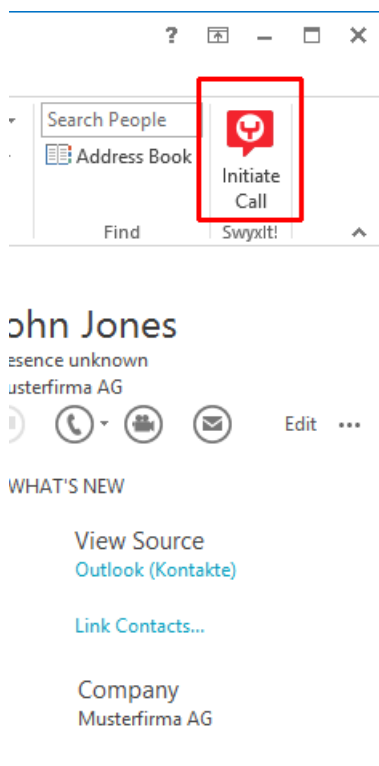 ?
Search People
Address Book
Initiate
Call
Find
SwyxIt!
ohn Jones
esence unknown
usterfirma AG
Edit
WHAT'S NEW
View Source
Outlook (Kontakte)
Link Contacts...
Company
Musterfirma AG